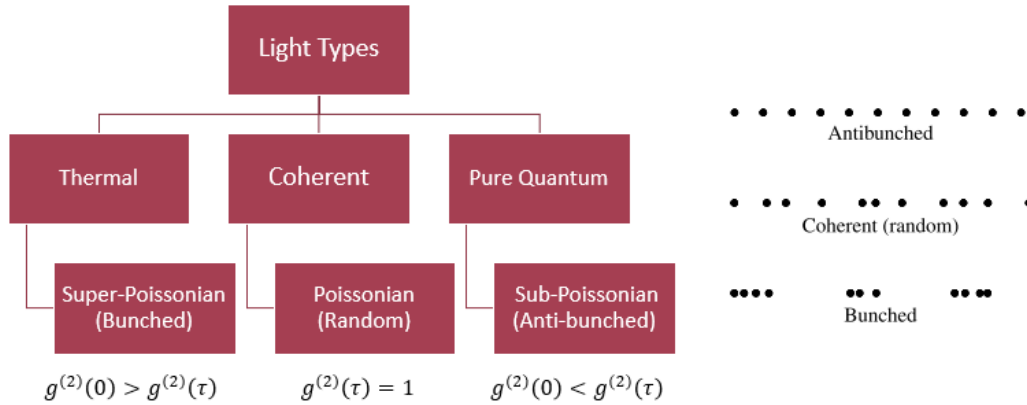 Light Types
Thermal
Coherent
Pure Quantum
Super-Poissonian
(Bunched)
Poissonian
(Random)
Sub-Poissonian
(Anti-bunched)
g⁽²⁾(0) > g⁽²⁾(τ)
g⁽²⁾(τ) = 1
g⁽²⁾(0) < g⁽²⁾(τ)
Antibunched
Coherent (random)
Bunched